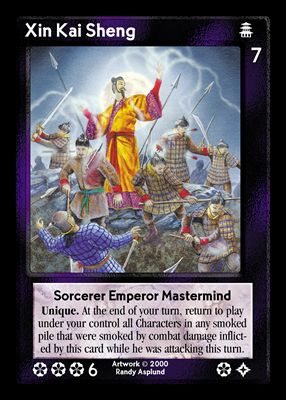 Xin Kai Sheng
7
Sorcerer Emperor Mastermind
Unique. At the end of your turn, return to play
under your control all Characters in any smoked
pile that were smoked by combat damage inflict-
ed by this card while he was attacking this turn.
6
Artwork © 2000
Randy Asplund